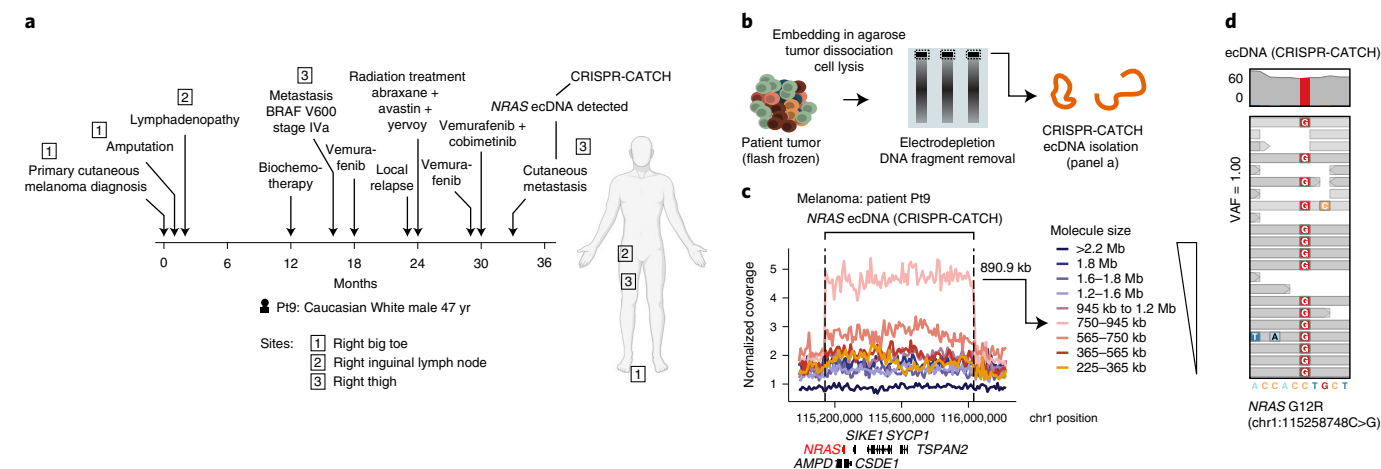 a
1
Primary cutaneous
melanoma diagnosis
1
Amputation
2
Lymphadenopathy
3
Metastasis
BRAF V600
stage IVa
Biochemo-
therapy
Vemura-
fenib
Radiation treatment
abraxane +
avastin +
yervoy
Local
relapse
Vemura-
fenib
Vemurafenib +
cobimetinib
CRISPR-CATCH
NRAS ecDNA detected
3
Cutaneous
metastasis
0 6 12 18 24 30 36
Months
Pt9: Caucasian White male 47 yr
Sites: 1 Right big toe
2 Right inguinal lymph node
3 Right thigh
2
3
1
b
Embedding in agarose
tumor dissociation
cell lysis
Patient tumor
(flash frozen)
Electrodepletion
DNA fragment removal
CRISPR-CATCH
ecDNA isolation
(panel a)
c
Melanoma: patient Pt9
NRAS ecDNA (CRISPR-CATCH)
Normalized coverage
5
4
3
2
1
890.9 kb
Molecule size
>2.2 Mb
1.8 Mb
1.6–1.8 Mb
1.2–1.6 Mb
945 kb to 1.2 Mb
750–945 kb
565–750 kb
365–565 kb
225–365 kb
115,200,000 115,600,000 116,000,000 chr1 position
SIKE1 SYCP1
NRAS TSPAN2
AMPD1 CSDE1
d
ecDNA (CRISPR-CATCH)
60
0
VAF = 1.00
G
G
G
G C
G
G
G
G
G
G
G
T A G
G
G
G
A C C A C C T G C T
NRAS G12R
(chr1:115258748C>G)